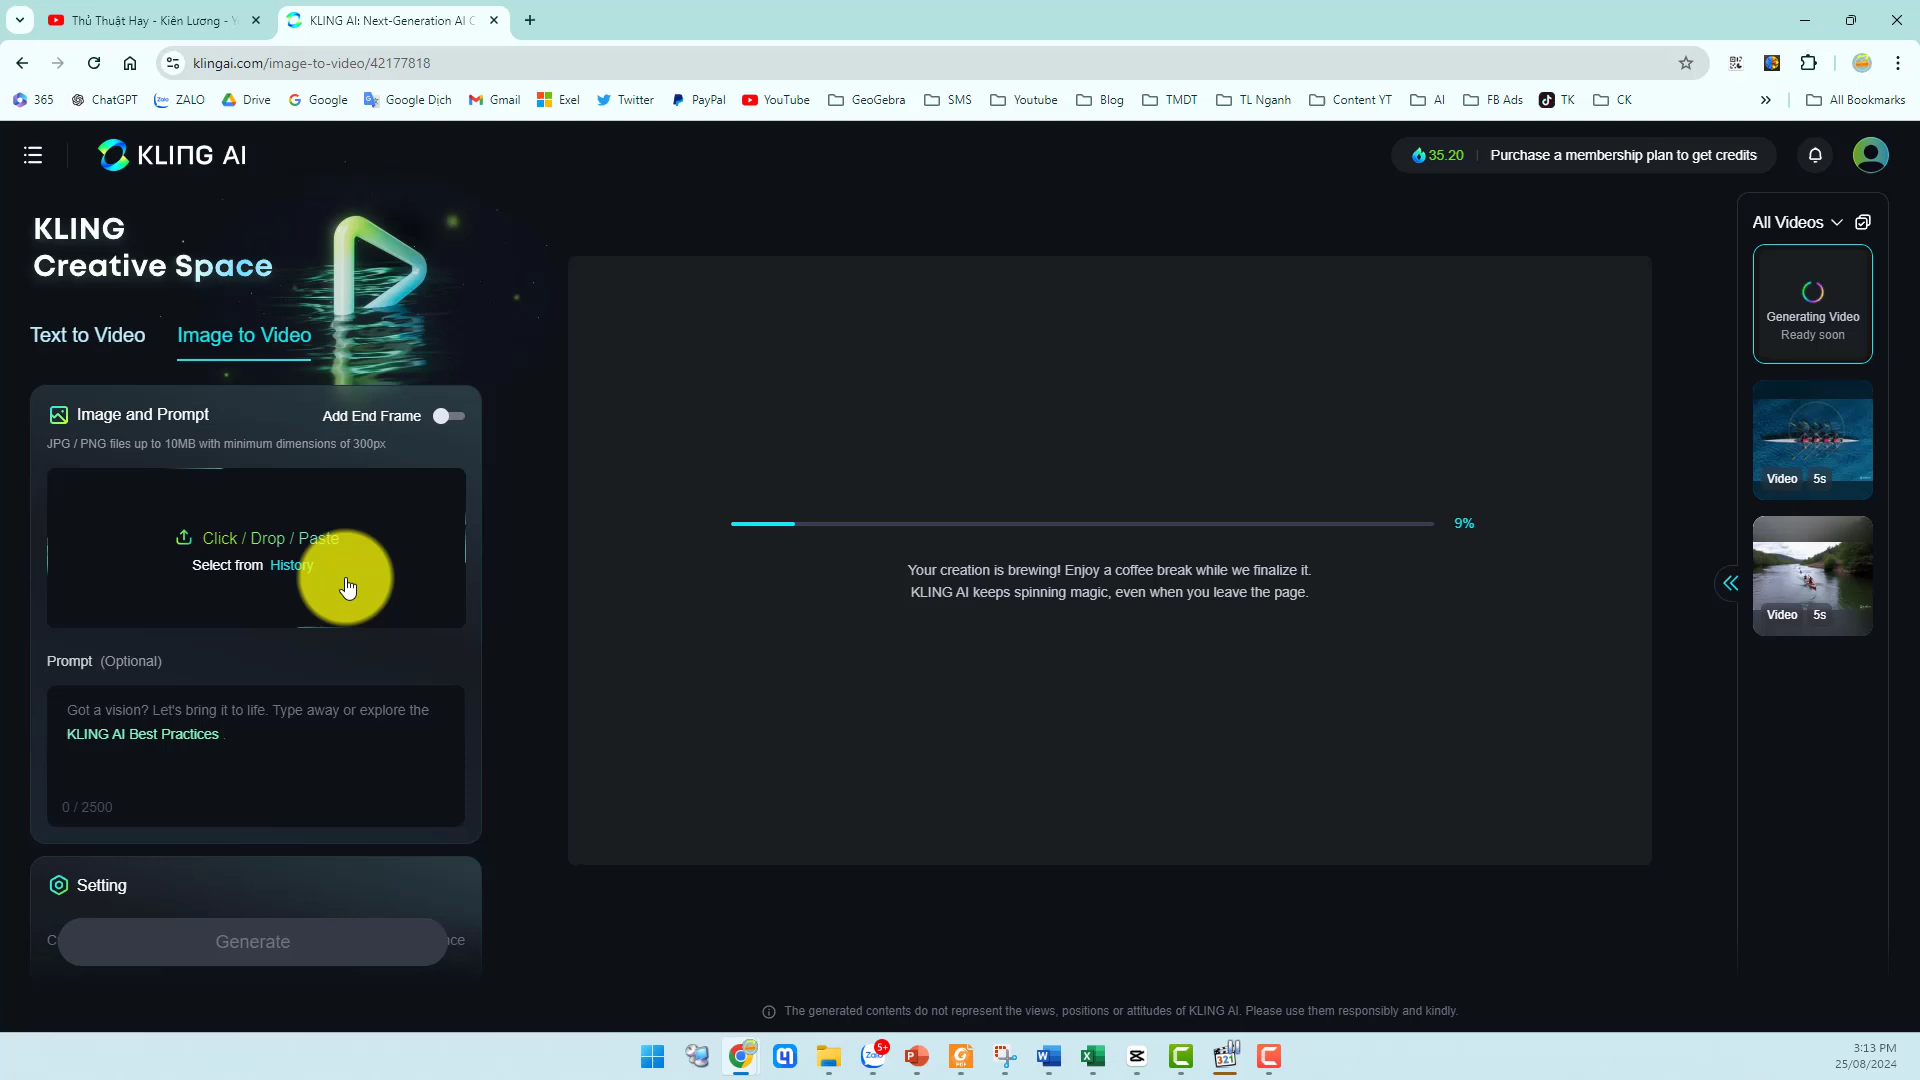 Thủ Thuật Hay - Kiên Lương - Y
KLING AI: Next-Generation AI C
klingai.com/image-to-video/42177818
365
ChatGPT
ZALO
Drive
Google
Google Dịch
Gmail
Exel
Twitter
PayPal
YouTube
GeoGebra
SMS
Youtube
Blog
TMDT
TL Nganh
Content YT
AI
FB Ads
TK
CK
All Bookmarks
KLING AI
35.20
Purchase a membership plan to get credits
KLING
Creative Space
Text to Video
Image to Video
Image and Prompt
Add End Frame
JPG / PNG files up to 10MB with minimum dimensions of 300px
Click / Drop / Paste
Select from History
Prompt (Optional)
Got a vision? Let's bring it to life. Type away or explore the
KLING AI Best Practices .
0 / 2500
Setting
Generate
9%
Your creation is brewing! Enjoy a coffee break while we finalize it.
KLING AI keeps spinning magic, even when you leave the page.
All Videos
Generating Video
Ready soon
Video 5s
Video 5s
The generated contents do not represent the views, positions or attitudes of KLING AI. Please use them responsibly and kindly.
Zalo
5+
321
3:13 PM
25/08/2024